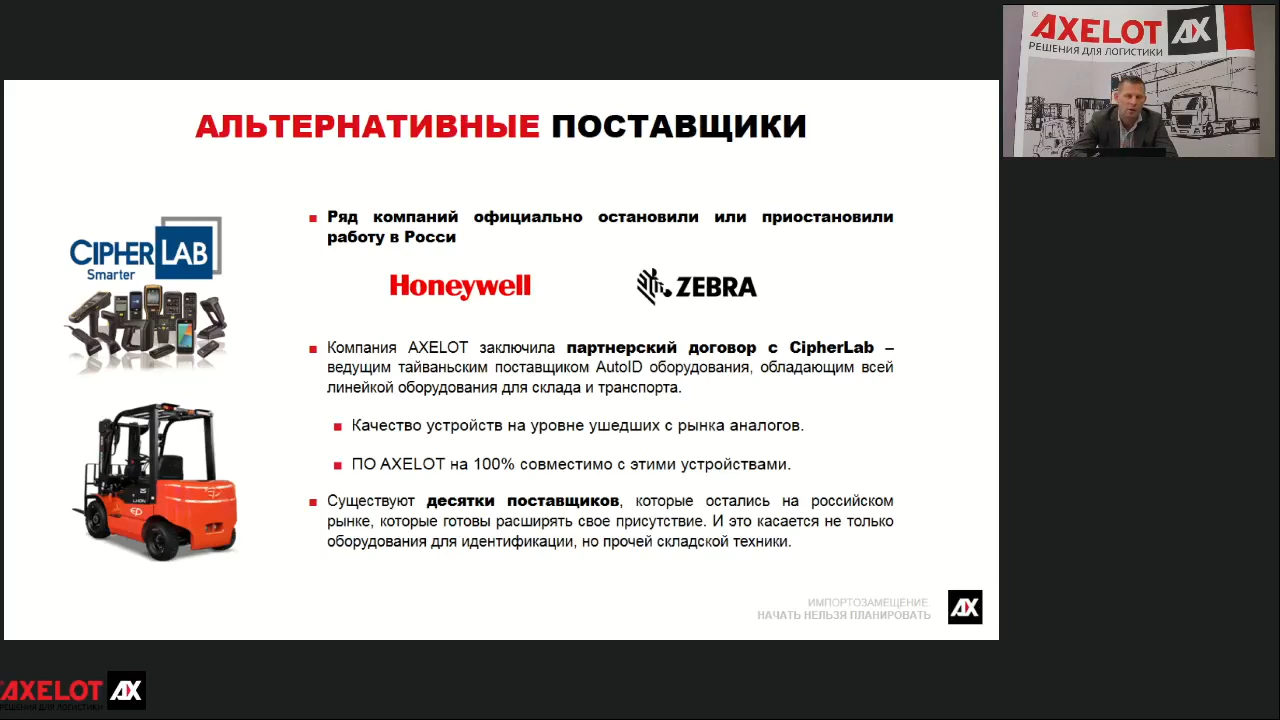 АЛЬТЕРНАТИВНЫЕ ПОСТАВЩИКИ
CIPHERLAB
Smarter
Ряд компаний официально остановили или приостановили
работу в Росси
Honeywell
ZEBRA
Компания AXELOT заключила партнерский договор с CipherLab –
ведущим тайваньским поставщиком AutoID оборудования, обладающим всей
линейкой оборудования для склада и транспорта.
Качество устройств на уровне ушедших с рынка аналогов.
ПО AXELOT на 100% совместимо с этими устройствами.
Существуют десятки поставщиков, которые остались на российском
рынке, которые готовы расширять свое присутствие. И это касается не только
оборудования для идентификации, но прочей складской техники.
ИМПОРТОЗАМЕЩЕНИЕ.
НАЧАТЬ НЕЛЬЗЯ ПЛАНИРОВАТЬ
AX
AXELOT AX
РЕШЕНИЯ ДЛЯ ЛОГИСТИКИ
AXELOT AX
РЕШЕНИЯ ДЛЯ ЛОГИСТИКИ